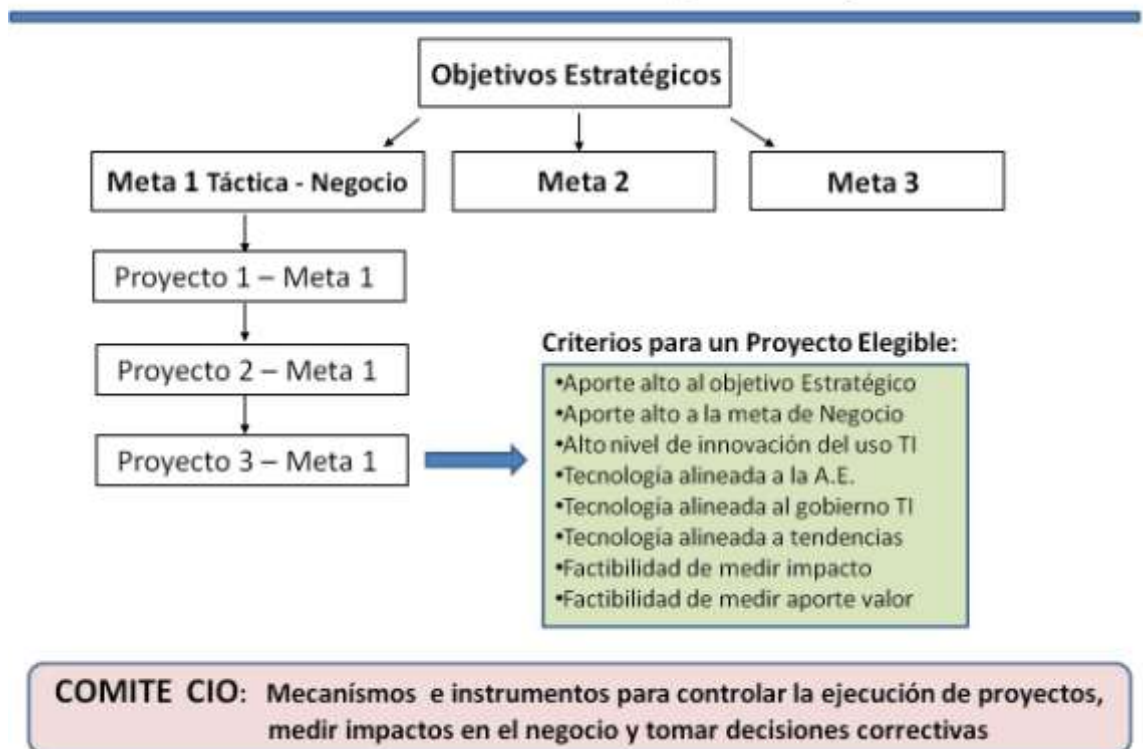 Objetivos Estratégicos
Meta 1 Táctica - Negocio
Meta 2
Meta 3
Proyecto 1 – Meta 1
Proyecto 2 – Meta 1
Proyecto 3 – Meta 1
Criterios para un Proyecto Elegible:
•Aporte alto al objetivo Estratégico
•Aporte alto a la meta de Negocio
•Alto nivel de innovación del uso TI
•Tecnología alineada a la A.E.
•Tecnología alineada al gobierno TI
•Tecnología alineada a tendencias
•Factibilidad de medir impacto
•Factibilidad de medir aporte valor
COMITE CIO: Mecanísmos e instrumentos para controlar la ejecución de proyectos,
medir impactos en el negocio y tomar decisiones correctivas